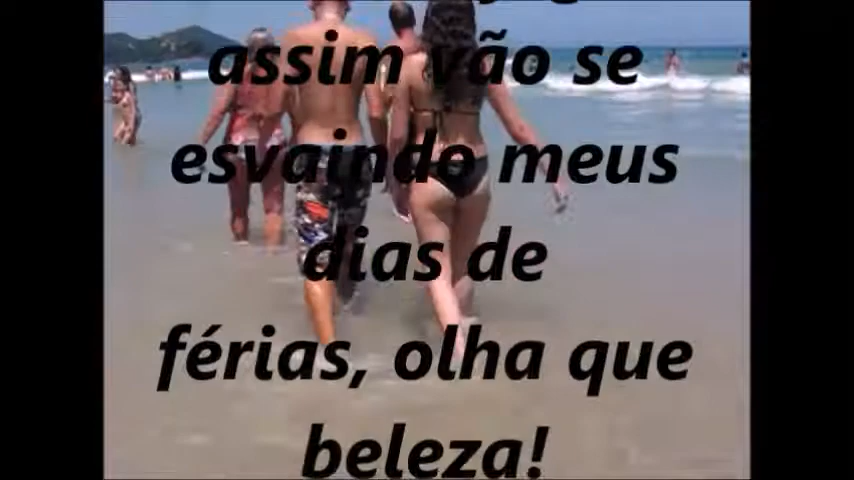 assim vão se
esvaindo meus
dias de
férias, olha que
beleza!